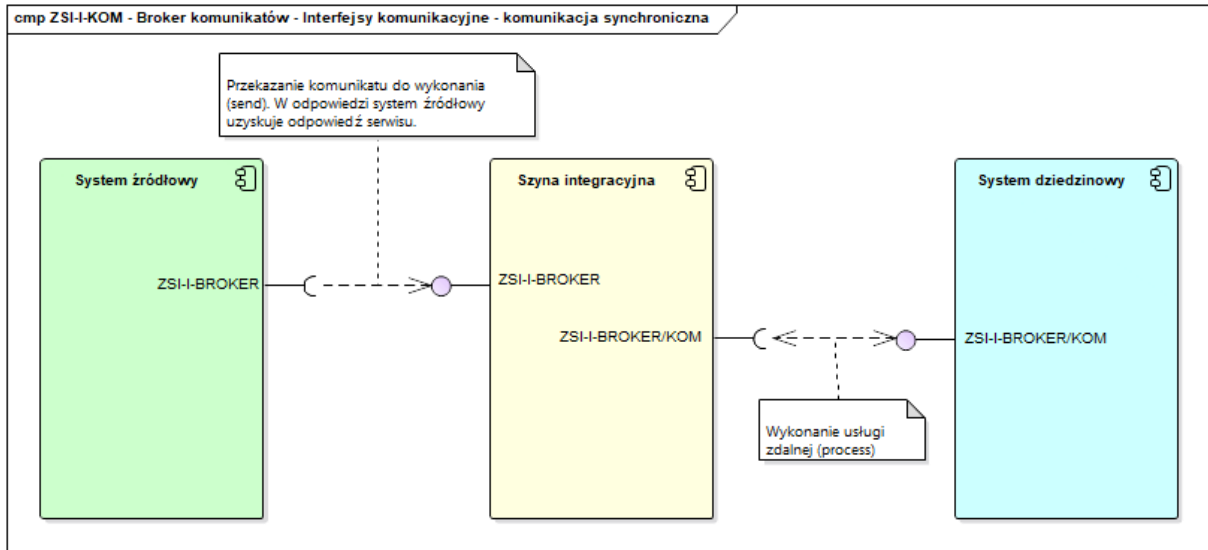 cmp ZSI-I-KOM - Broker komunikatów - Interfejsy komunikacyjne - komunikacja synchroniczna
Przekazanie komunikatu do wykonania
(send). W odpowiedzi system źródłowy
uzyskuje odpowiedź serwisu.
System źródłowy
Szyna integracyjna
System dziedzinowy
ZSI-I-BROKER
ZSI-I-BROKER
ZSI-I-BROKER/KOM
ZSI-I-BROKER/KOM
Wykonanie usługi
zdalnej (process)